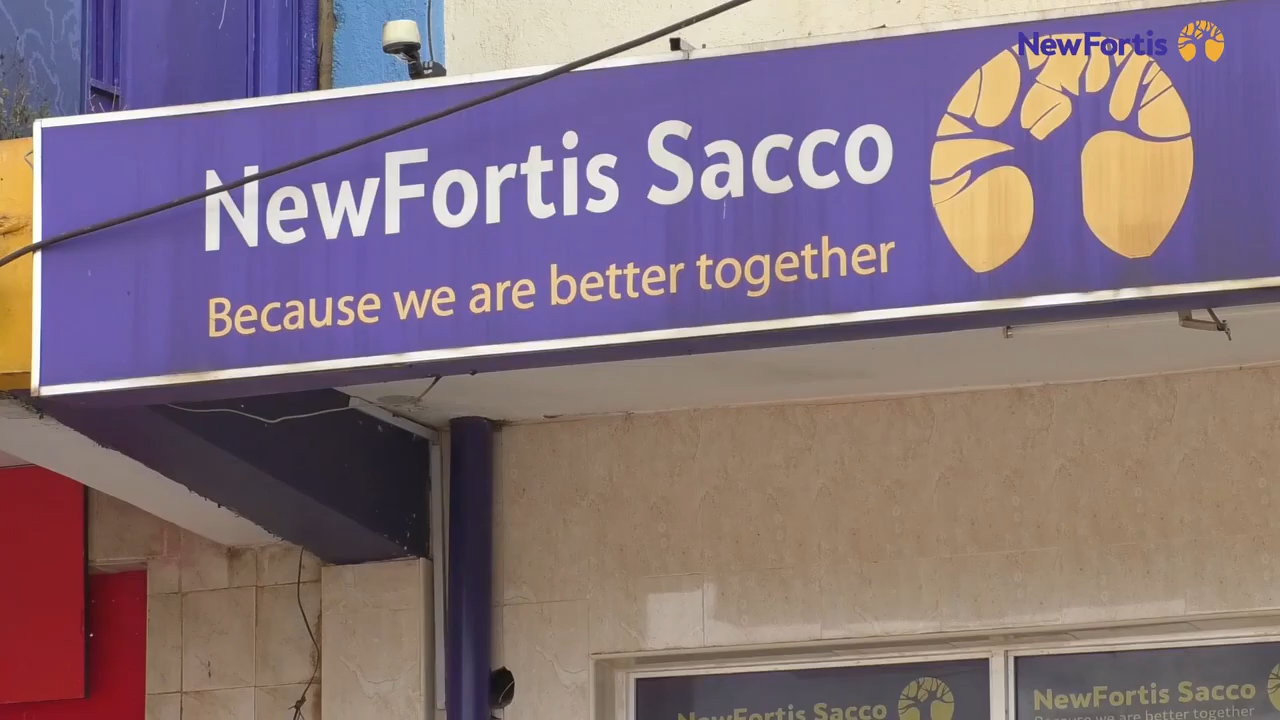 NewFortis
NewFortis Sacco
Because we are better together
NewFortis Sacco
NewFortis Sacco
Because we are better together